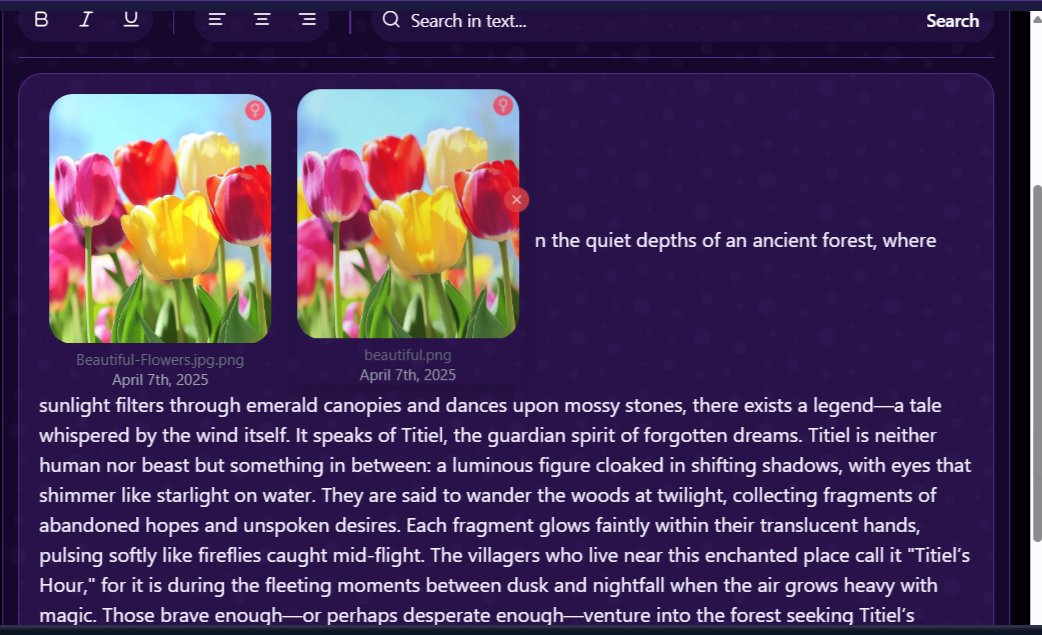 B I U Search in text... Search
n the quiet depths of an ancient forest, where
Beautiful-Flowers.jpg.png
April 7th, 2025
beautiful.png
April 7th, 2025
sunlight filters through emerald canopies and dances upon mossy stones, there exists a legend—a tale
whispered by the wind itself. It speaks of Titiel, the guardian spirit of forgotten dreams. Titiel is neither
human nor beast but something in between: a luminous figure cloaked in shifting shadows, with eyes that
shimmer like starlight on water. They are said to wander the woods at twilight, collecting fragments of
abandoned hopes and unspoken desires. Each fragment glows faintly within their translucent hands,
pulsing softly like fireflies caught mid-flight. The villagers who live near this enchanted place call it "Titiel’s
Hour," for it is during the fleeting moments between dusk and nightfall when the air grows heavy with
magic. Those brave enough—or perhaps desperate enough—venture into the forest seeking Titiel’s